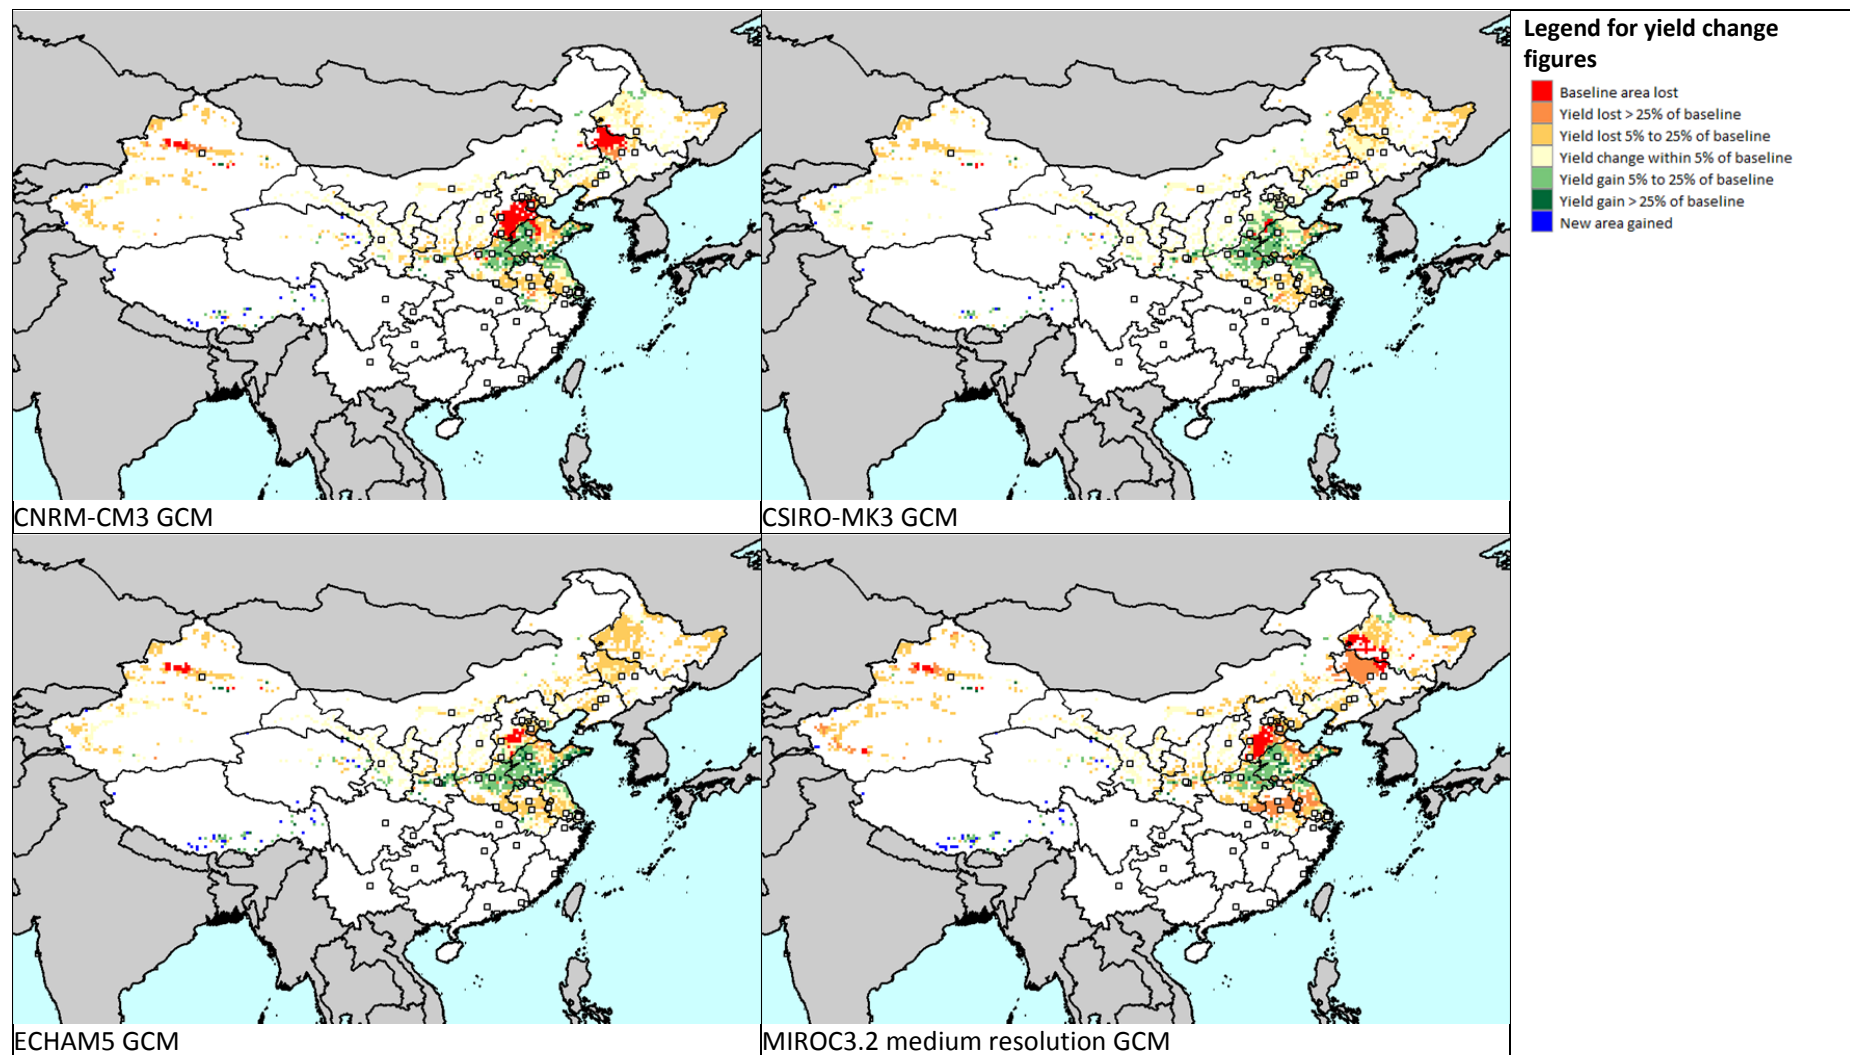 Legend for yield change
figures
Baseline area lost
Yield lost > 25% of baseline
Yield lost 5% to 25% of baseline
Yield change within 5% of baseline
Yield gain 5% to 25% of baseline
Yield gain > 25% of baseline
New area gained
CNRM-CM3 GCM
CSIRO-MK3 GCM
ECHAM5 GCM
MIROC3.2 medium resolution GCM